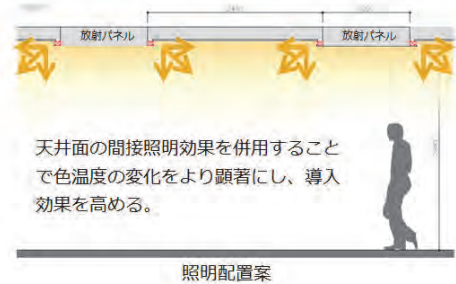 放射パネル
放射パネル
天井面の間接照明効果を併用すること
で色温度の変化をより顕著にし、導入
効果を高める。
照明配置案